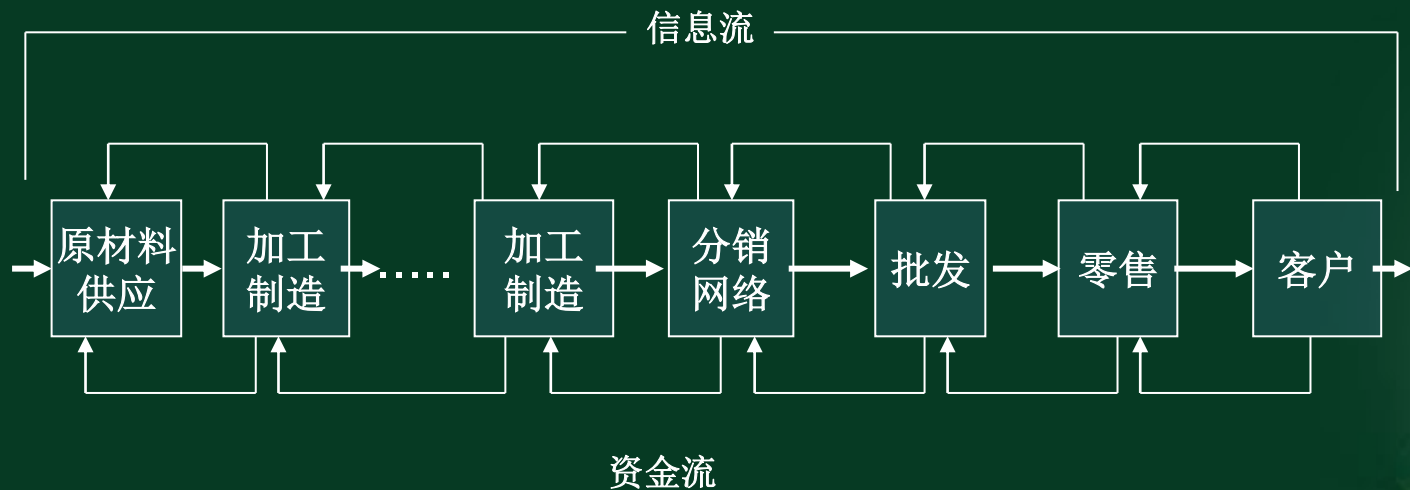 信息流
原材料
供应
加工
制造
加工
制造
分销
网络
批发
零售
客户
资金流